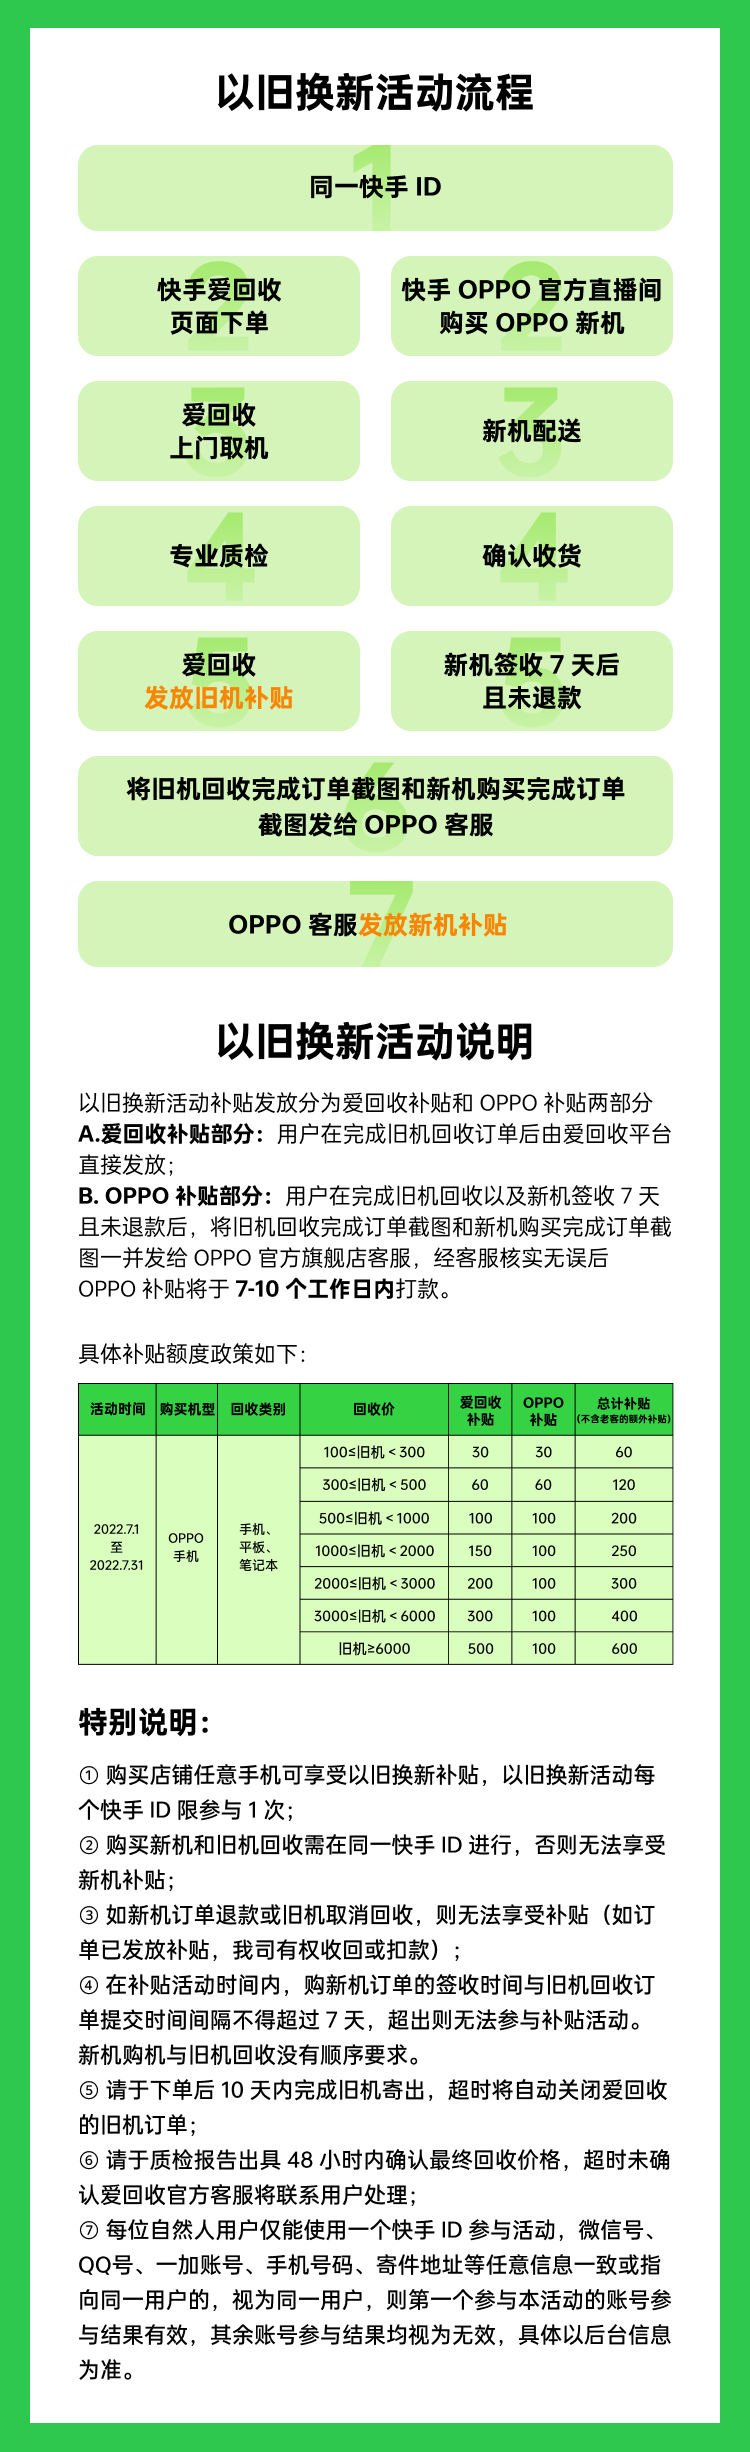 以旧换新活动流程
1
同一快手 ID
2
快手爱回收
页面下单
2
快手 OPPO 官方直播间
购买 OPPO 新机
3
爱回收
上门取机
3
新机配送
4
专业质检
4
确认收货
5
爱回收
发放旧机补贴
5
新机签收 7 天后
且未退款
6
将旧机回收完成订单截图和新机购买完成订单
截图发给 OPPO 客服
7
OPPO 客服发放新机补贴
以旧换新活动说明
以旧换新活动补贴发放分为爱回收补贴和 OPPO 补贴两部分
A.爱回收补贴部分：用户在完成旧机回收订单后由爱回收平台
直接发放；
B. OPPO 补贴部分：用户在完成旧机回收以及新机签收 7 天
且未退款后，将旧机回收完成订单截图和新机购买完成订单截
图一并发给 OPPO 官方旗舰店客服，经客服核实无误后
OPPO 补贴将于 7-10 个工作日内打款。
具体补贴额度政策如下：
活动时间 购买机型 回收类别 回收价 爱回收补贴 OPPO补贴 总计补贴(不含老客的额外补贴)
2022.7.1
至
2022.7.31
OPPO
手机
手机、
平板、
笔记本
100≤旧机＜300 30 30 60
300≤旧机＜500 60 60 120
500≤旧机＜1000 100 100 200
1000≤旧机＜2000 150 100 250
2000≤旧机＜3000 200 100 300
3000≤旧机＜6000 300 100 400
旧机≥6000 500 100 600
特别说明：
① 购买店铺任意手机可享受以旧换新补贴，以旧换新活动每
个快手 ID 限参与 1 次；
② 购买新机和旧机回收需在同一快手 ID 进行，否则无法享受
新机补贴；
③ 如新机订单退款或旧机取消回收，则无法享受补贴（如订
单已发放补贴，我司有权收回或扣款）；
④ 在补贴活动时间内，购新机订单的签收时间与旧机回收订
单提交时间间隔不得超过 7 天，超出则无法参与补贴活动。
新机购机与旧机回收没有顺序要求。
⑤ 请于下单后 10 天内完成旧机寄出，超时将自动关闭爱回收
的旧机订单；
⑥ 请于质检报告出具 48 小时内确认最终回收价格，超时未确
认爱回收官方客服将联系用户处理；
⑦ 每位自然人用户仅能使用一个快手 ID 参与活动，微信号、
QQ号、一加账号、手机号码、寄件地址等任意信息一致或指
向同一用户的，视为同一用户，则第一个参与本活动的账号参
与结果有效，其余账号参与结果均视为无效，具体以后台信息
为准。